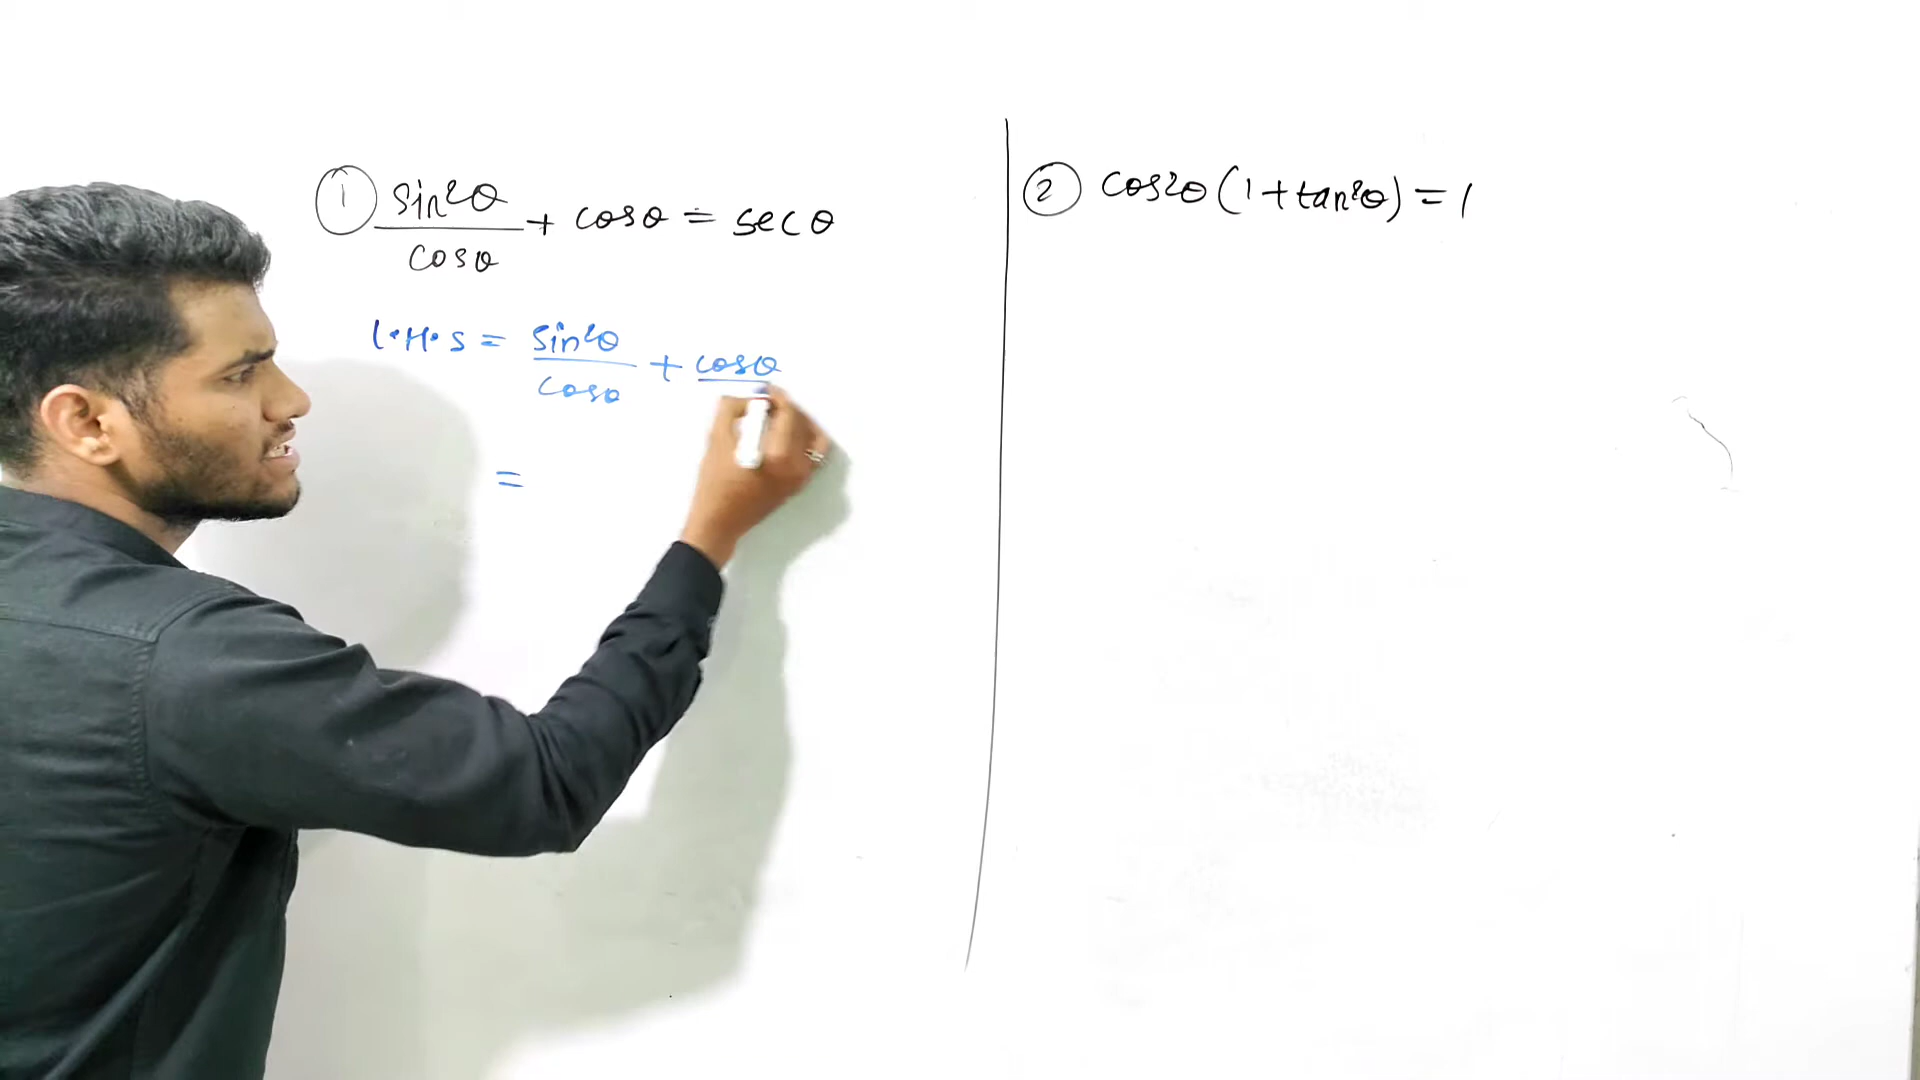 ① sin²θ/cosθ + cosθ = secθ
L.H.S = sin²θ/cosθ + cosθ
=
② cos²θ(1+tan²θ) = 1